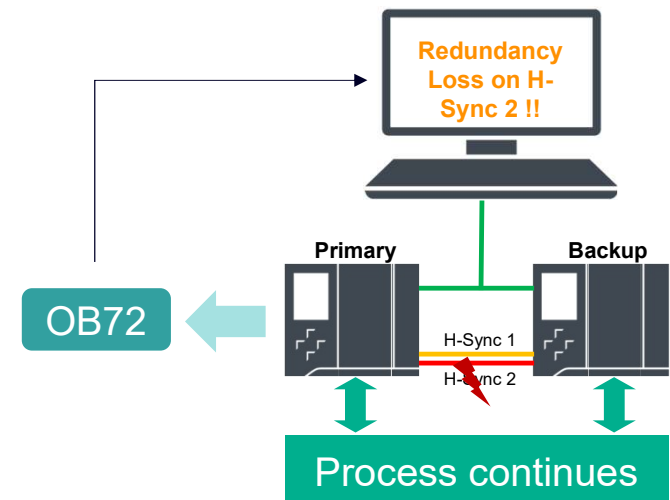 Redundancy
Loss on H-
Sync 2 !!
Primary
Backup
OB72
H-Sync 1
H-Sync 2
Process continues